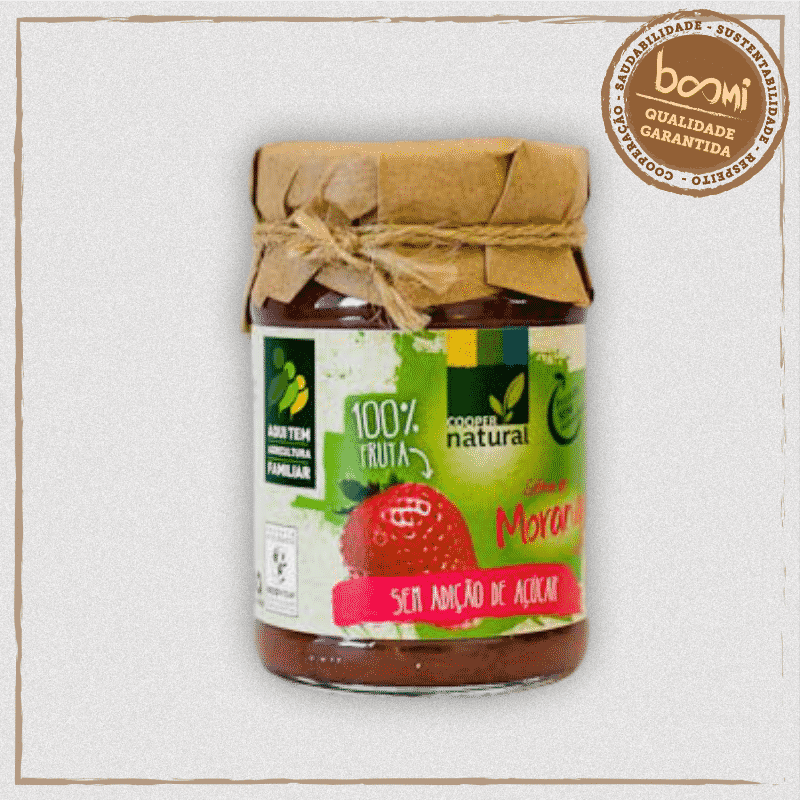 SAUDABILIDADE - SUSTENTABILIDADE - RESPEITO - COOPERAÇÃO -
boomi
QUALIDADE
GARANTIDA
AQUI TEM
AGRICULTURA
FAMILIAR
100%
FRUTA
COOPER
natural
Moran
SEM ADIÇÃO DE AÇÚCAR